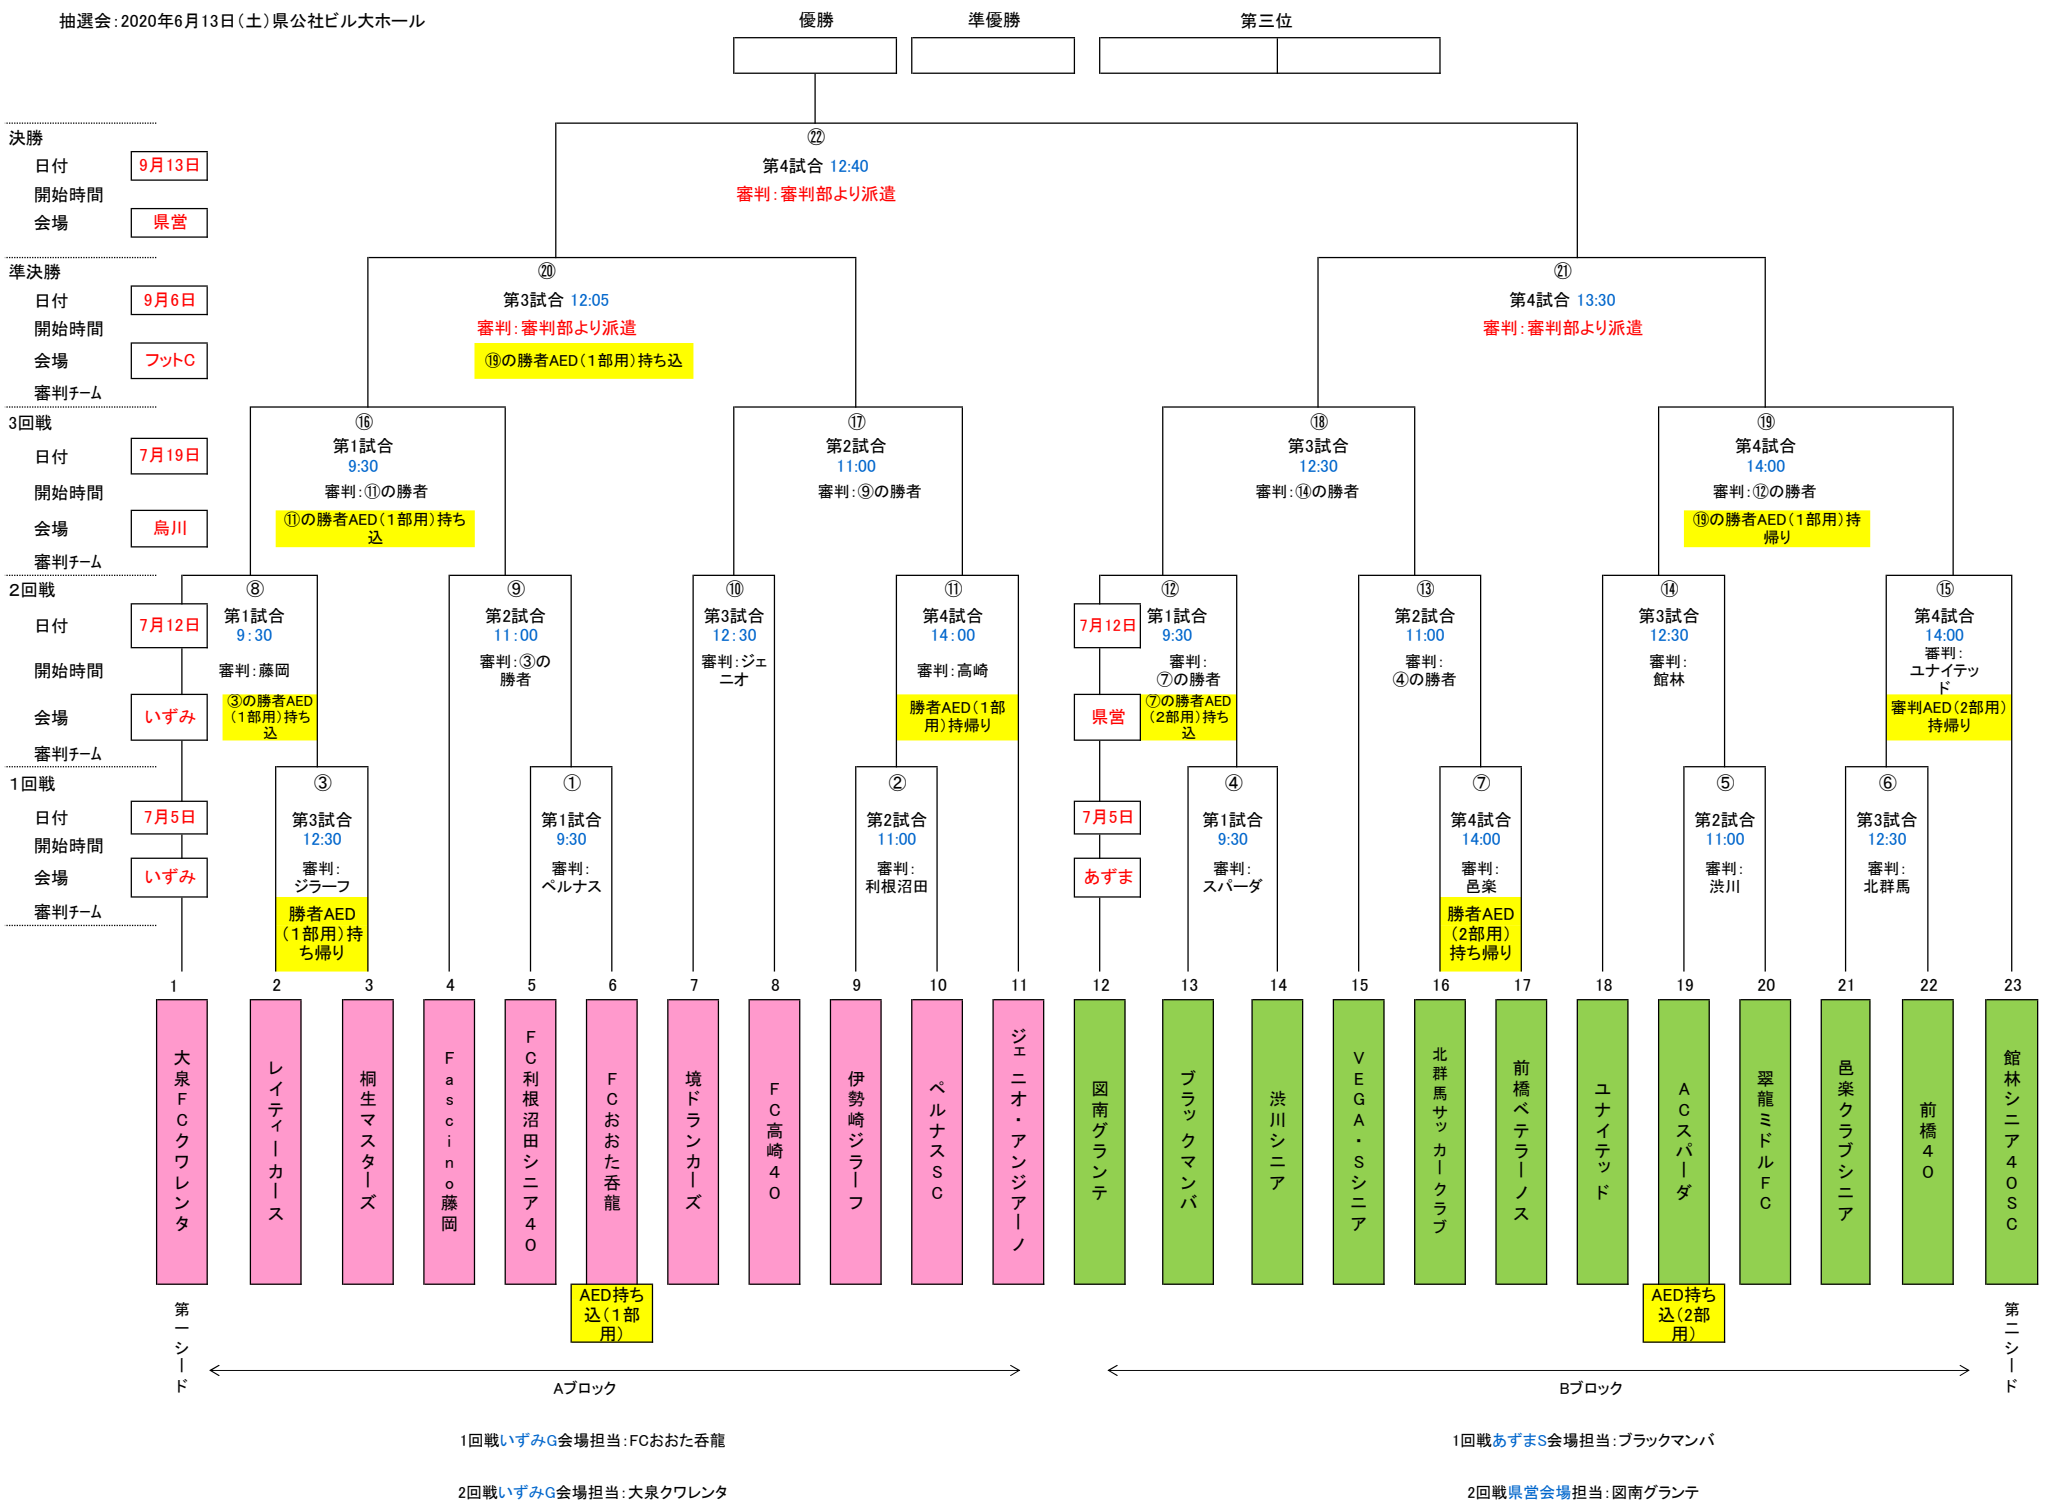 抽選会：2020年6月13日（土）県公社ビル大ホール
優勝
準優勝
第三位
決勝
日付
9月13日
開始時間
会場
県営
㉒
第4試合 12:40
審判：審判部より派遣
準決勝
日付
9月6日
開始時間
会場
フットC
審判チーム
⑳
第3試合 12:05
審判：審判部より派遣
⑲の勝者AED（１部用）持ち込
㉑
第4試合 13:30
審判：審判部より派遣
3回戦
日付
7月19日
開始時間
会場
烏川
審判チーム
⑯
第1試合
9:30
審判：⑪の勝者
⑪の勝者AED（１部用）持ち
込
⑰
第2試合
11:00
審判：⑨の勝者
⑱
第3試合
12:30
審判：⑭の勝者
⑲
第4試合
14:00
審判：⑫の勝者
⑲の勝者AED（１部用）持
帰り
２回戦
日付
7月12日
開始時間
会場
いずみ
審判チーム
⑧
第1試合
9：30
審判：藤岡
③の勝者AED
（１部用）持ち
込
⑨
第2試合
11：00
審判：③の
勝者
⑩
第3試合
12：30
審判：ジェ
ニオ
⑪
第4試合
14：00
審判：高崎
勝者AED（１部
用）持帰り
7月12日
県営
⑫
第1試合
9:30
審判：
⑦の勝者
⑦の勝者AED
（２部用）持ち
込
⑬
第2試合
11:00
審判：
④の勝者
⑭
第3試合
12:30
審判：
館林
⑮
第4試合
14:00
審判：
ユナイテッ
ド
審判AED（2部用）
持帰り
１回戦
日付
7月5日
開始時間
会場
いずみ
審判チーム
③
第3試合
12:30
審判：
ジラーフ
勝者AED
（１部用）持
ち帰り
①
第1試合
9:30
審判：
ペルナス
②
第2試合
11:00
審判：
利根沼田
7月5日
あずま
④
第1試合
9:30
審判：
スパーダ
⑦
第4試合
14:00
審判：
邑楽
勝者AED
（2部用）
持ち帰り
⑤
第2試合
11:00
審判：
渋川
⑥
第3試合
12:30
審判：
北群馬
1 2 3 4 5 6 7 8 9 10 11 12 13 14 15 16 17 18 19 20 21 22 23
大泉ＦＣクワレンタ
レイティーカース
桐生マスターズ
Ｆａｓｃｉｎｏ藤岡
ＦＣ利根沼田シニア４０
ＦＣおおた呑龍
境ドランカーズ
ＦＣ高崎４０
伊勢崎ジラーフ
ペルナスＳＣ
ジェニオ・アンジアーノ
図南グランテ
ブラックマンバ
渋川シニア
ＶＥＧＡ・Ｓシニア
北群馬サッカークラブ
前橋ベテラーノス
ユナイテッド
ＡＣスパーダ
翠龍ミドルＦＣ
邑楽クラブシニア
前橋４０
館林シニア４０ＳＣ
AED持ち
込（１部
用）
AED持ち
込（2部
用）
第一シード
第二シード
Aブロック
Bブロック
1回戦いずみG会場担当：FCおおた呑龍
1回戦あずまS会場担当：ブラックマンバ
2回戦いずみG会場担当：大泉クワレンタ
2回戦県営会場担当：図南グランテ